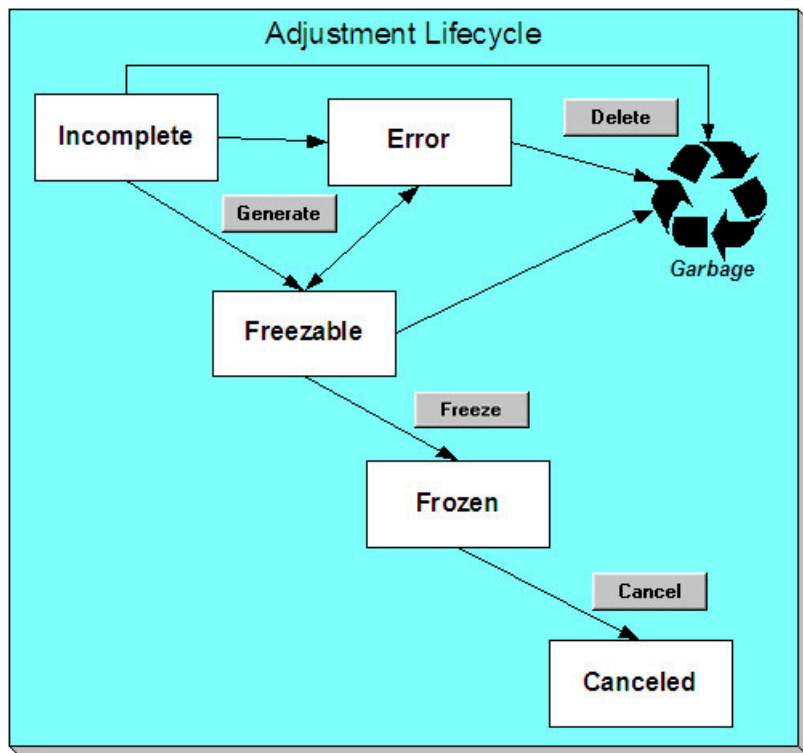 Adjustment Lifecycle
Incomplete
Error
Delete
Generate
Garbage
Freezable
Freeze
Frozen
Cancel
Canceled